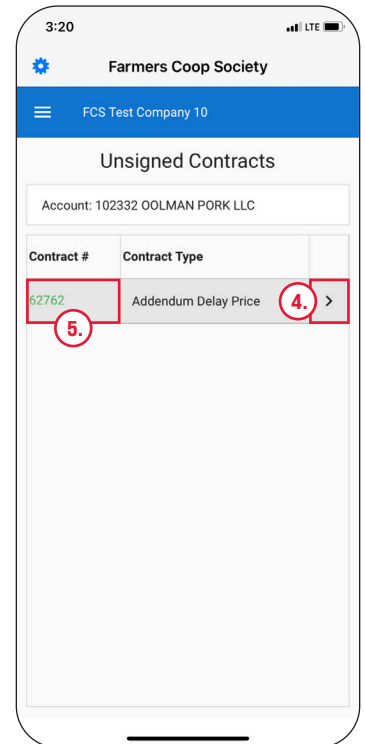 3:20 LTE
Farmers Coop Society
FCS Test Company 10
Unsigned Contracts
Account: 102332 OOLMAN PORK LLC
Contract # Contract Type
62762 Addendum Delay Price 4. >
5.